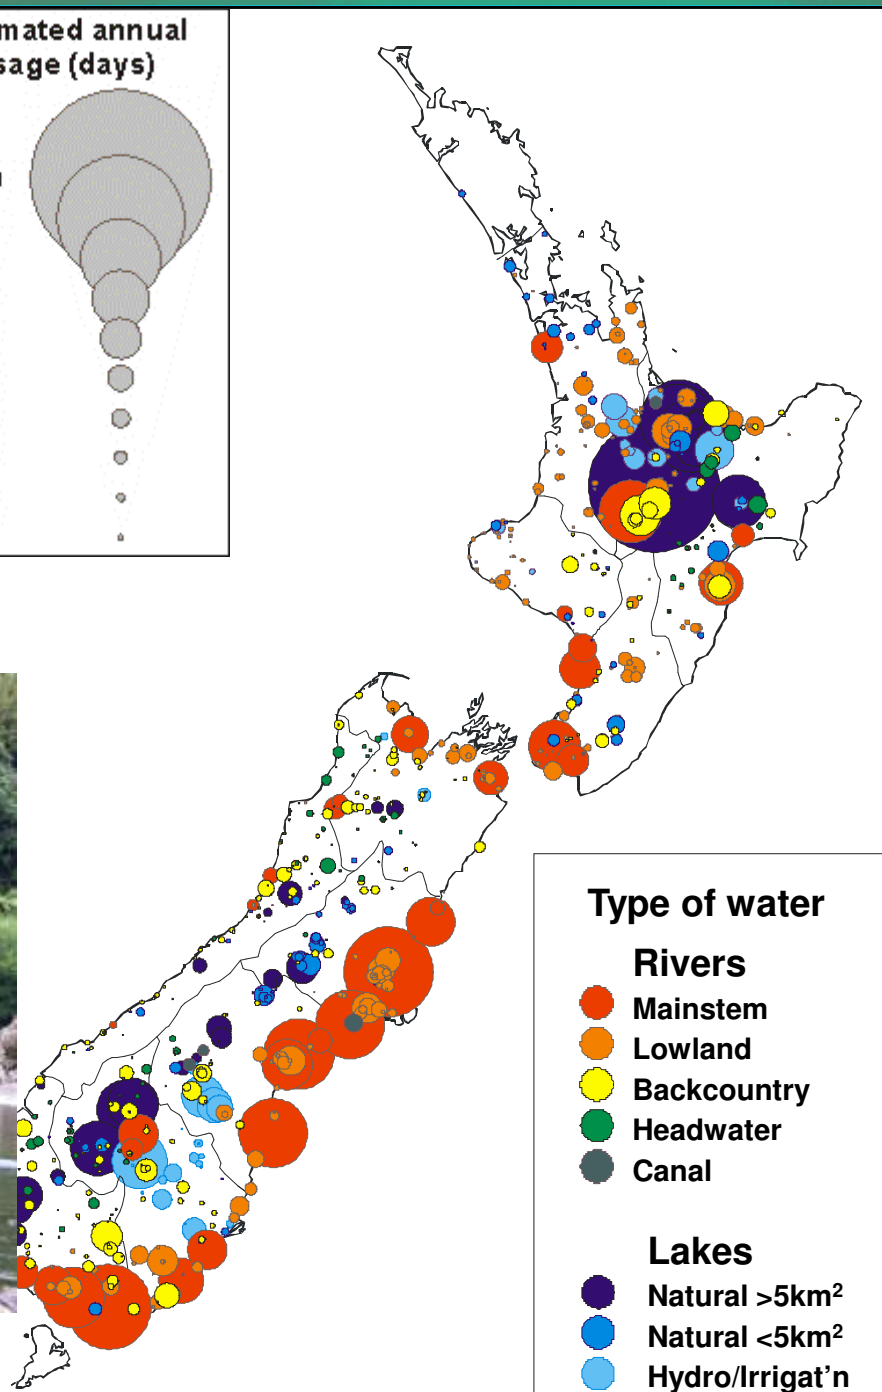 mated annual
sage (days)
Type of water
Rivers
Mainstem
Lowland
Backcountry
Headwater
Canal
Lakes
Natural >5km²
Natural <5km²
Hydro/Irrigat'n